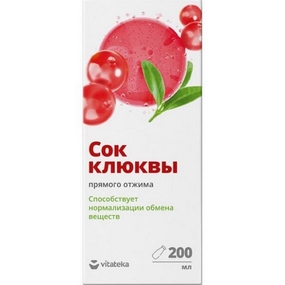 Сок
клюквы
прямого отжима
Способствует
нормализации обмена
веществ
200
мл
vitateka